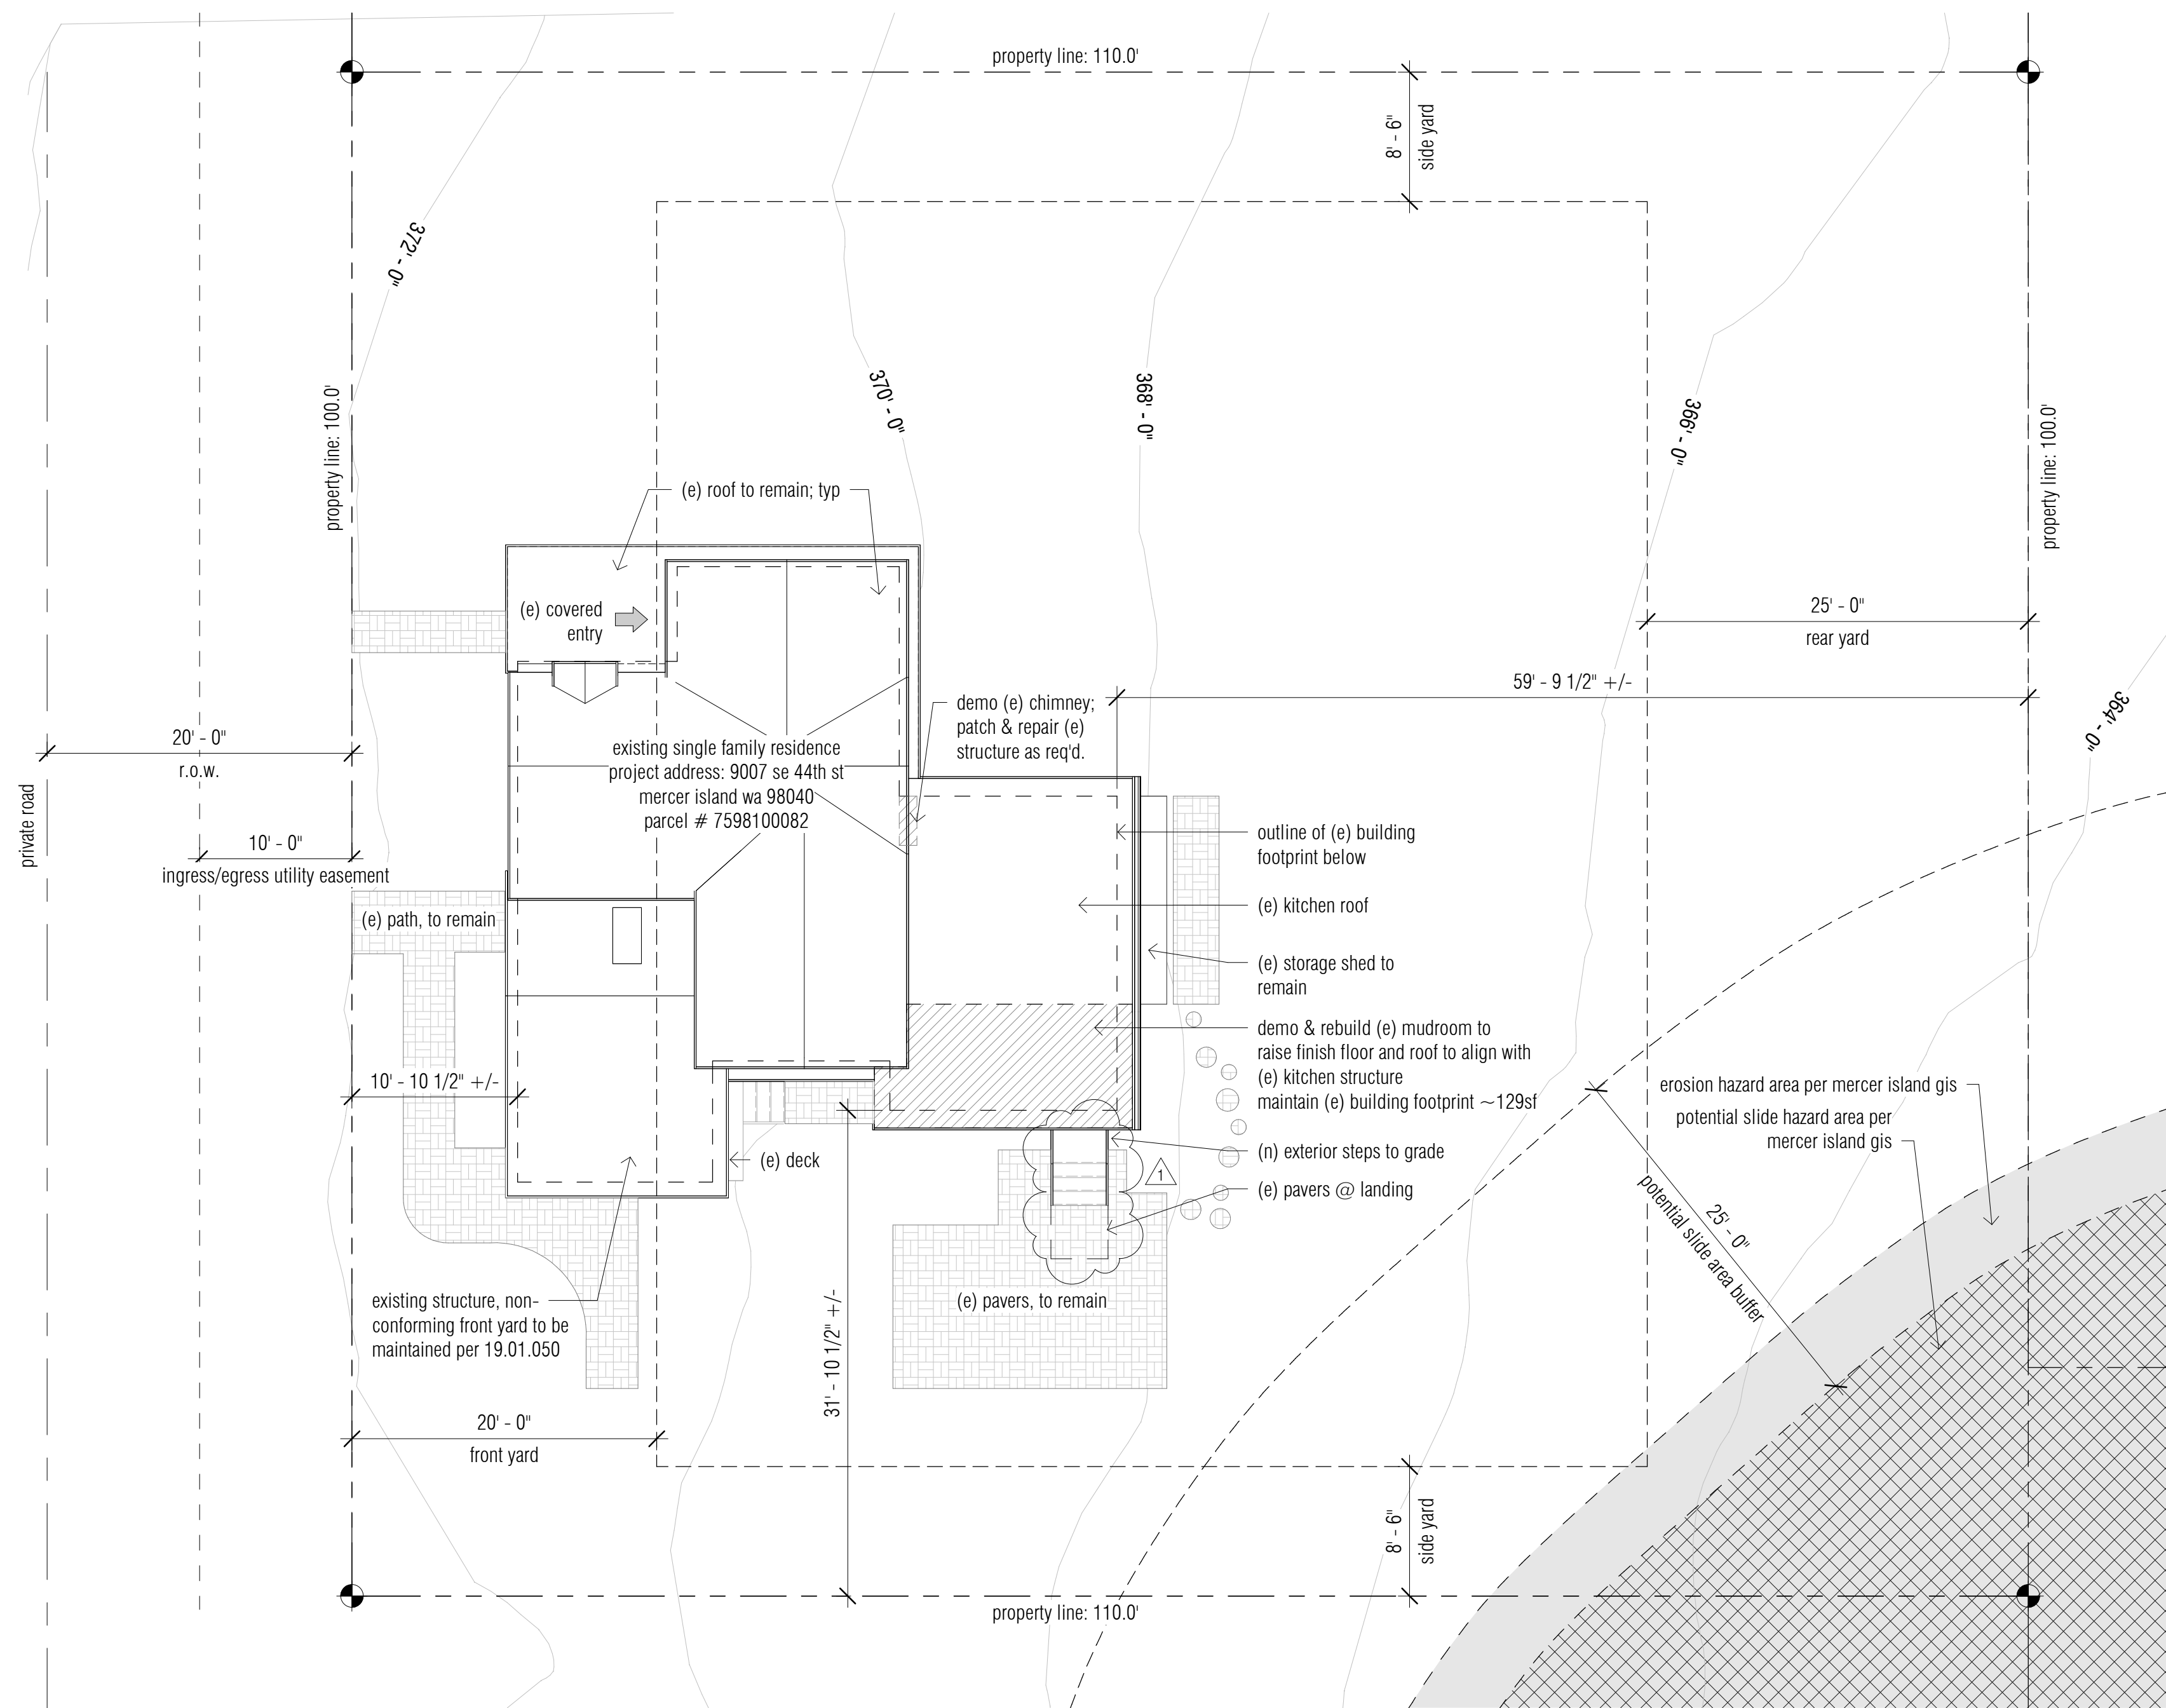 property line: 110.0'
8' - 6"
side yard
372' - 0"
370' - 0"
368' - 0"
366' - 0"
property line: 100.0'
property line: 100.0'
(e) roof to remain; typ
(e) covered
entry
25' - 0"
rear yard
59' - 9 1/2" +/-
364' - 0"
demo (e) chimney;
patch & repair (e)
structure as req'd.
20' - 0"
r.o.w.
private road
existing single family residence
project address: 9007 se 44th st
mercer island wa 98040
parcel # 7598100082
10' - 0"
ingress/egress utility easement
outline of (e) building
footprint below
(e) kitchen roof
(e) path, to remain
(e) storage shed to
remain
demo & rebuild (e) mudroom to
raise finish floor and roof to align with
(e) kitchen structure
maintain (e) building footprint ~129sf
10' - 10 1/2" +/-
erosion hazard area per mercer island gis
potential slide hazard area per
mercer island gis
(n) exterior steps to grade
(e) deck
1
(e) pavers @ landing
25' - 0"
potential slide area buffer
existing structure, non-
conforming front yard to be
maintained per 19.01.050
(e) pavers, to remain
31' - 10 1/2" +/-
20' - 0"
front yard
8' - 6"
side yard
property line: 110.0'